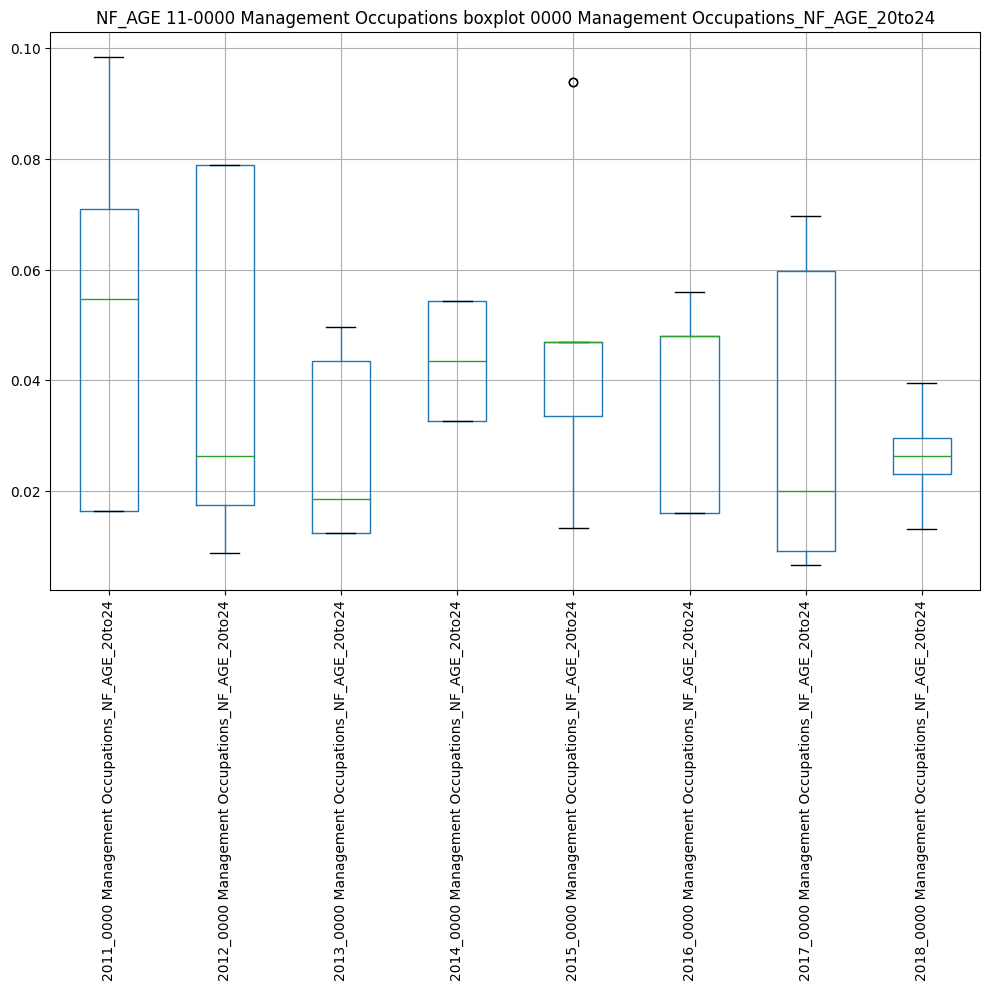 NF_AGE 11-0000 Management Occupations boxplot 0000 Management Occupations_NF_AGE_20to24
0.10
0.08
0.06
0.04
0.02
2011_0000 Management Occupations_NF_AGE_20to24
2012_0000 Management Occupations_NF_AGE_20to24
2013_0000 Management Occupations_NF_AGE_20to24
2014_0000 Management Occupations_NF_AGE_20to24
2015_0000 Management Occupations_NF_AGE_20to24
2016_0000 Management Occupations_NF_AGE_20to24
2017_0000 Management Occupations_NF_AGE_20to24
2018_0000 Management Occupations_NF_AGE_20to24